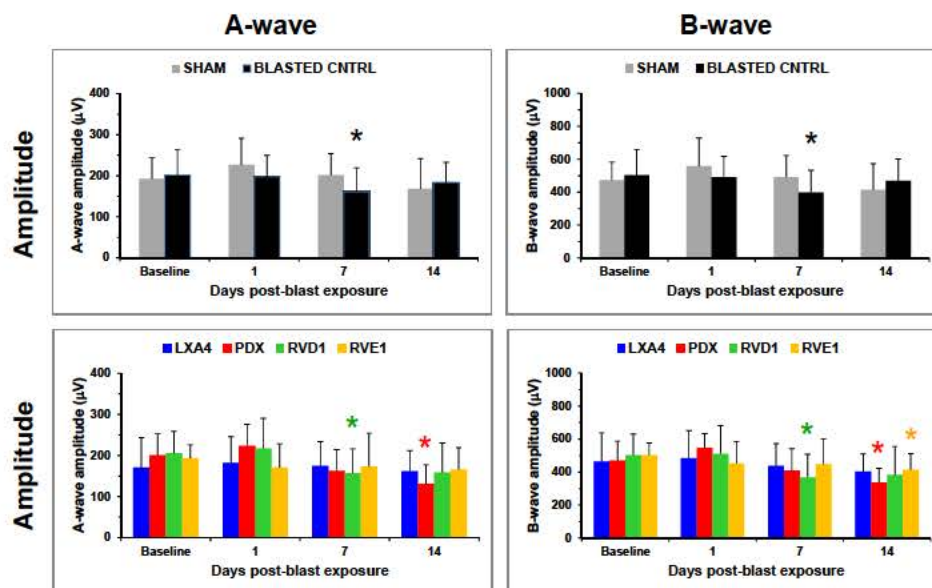 A-wave
B-wave
Amplitude
SHAM BLASTED CNTRL
A-wave amplitude (µV)
400
300
200
100
0
Baseline 1 7 14
*
Days post-blast exposure
SHAM BLASTED CNTRL
B-wave amplitude (µV)
1000
800
600
400
200
0
Baseline 1 7 14
*
Days post-blast exposure
Amplitude
LXA4 PDX RVD1 RVE1
A-wave amplitude (µV)
400
300
200
100
0
Baseline 1 7 14
* *
Days post-blast exposure
LXA4 PDX RVD1 RVE1
B-wave amplitude (µV)
1000
800
600
400
200
0
Baseline 1 7 14
* * *
Days post-blast exposure